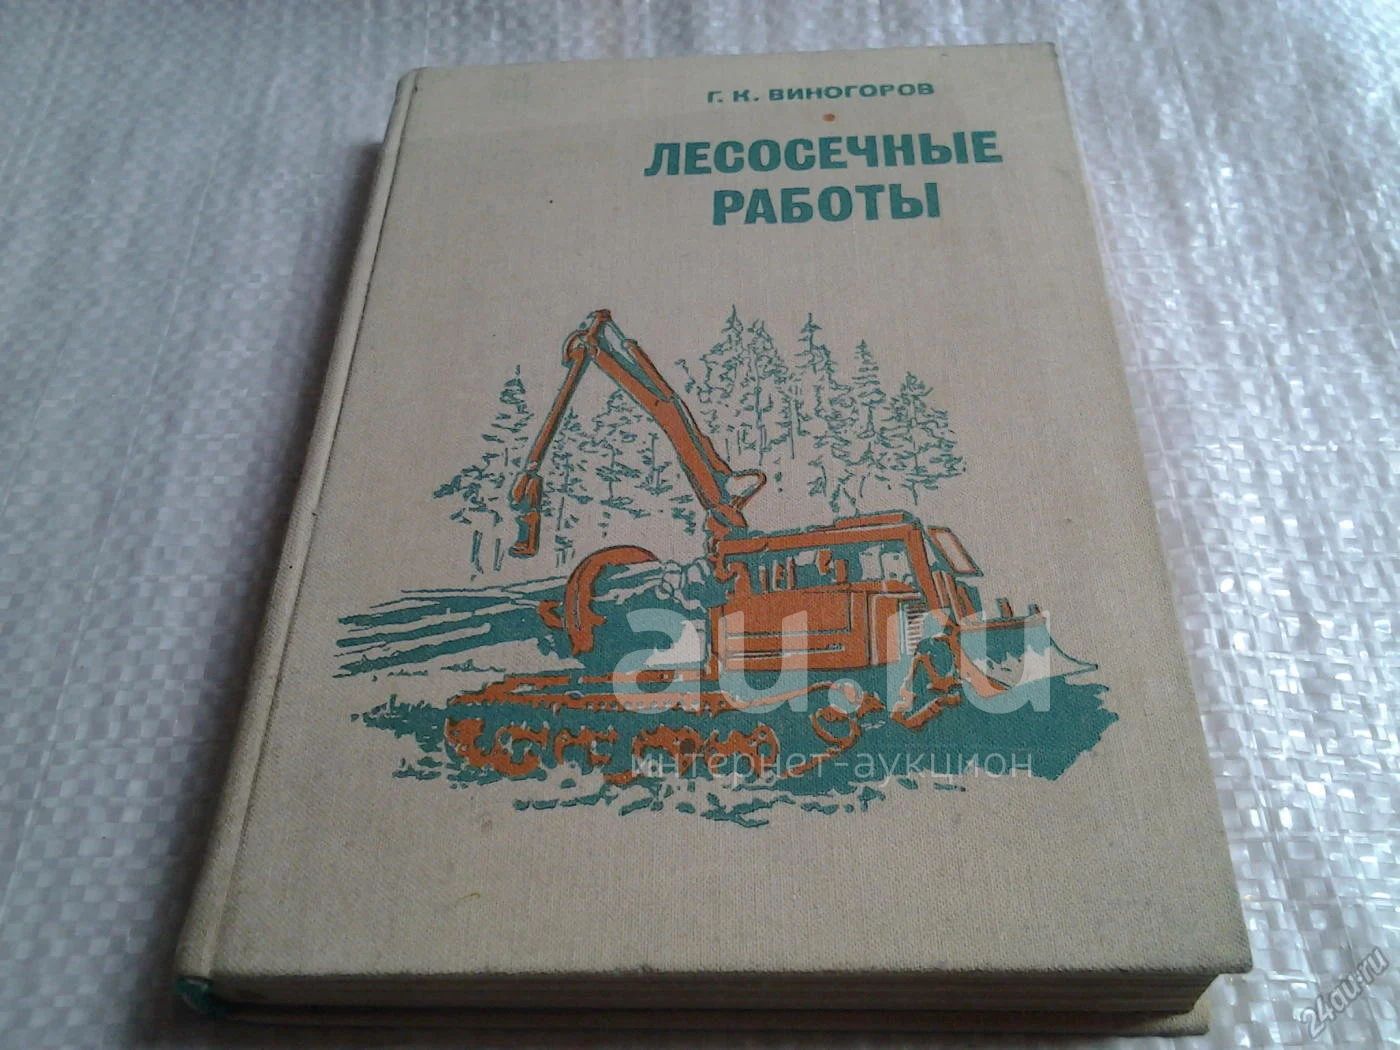 Г. К. ВИНОГОРОВ
ЛЕСОСЕЧНЫЕ
РАБОТЫ
au.ru
интернет-аукцион
24au.ru